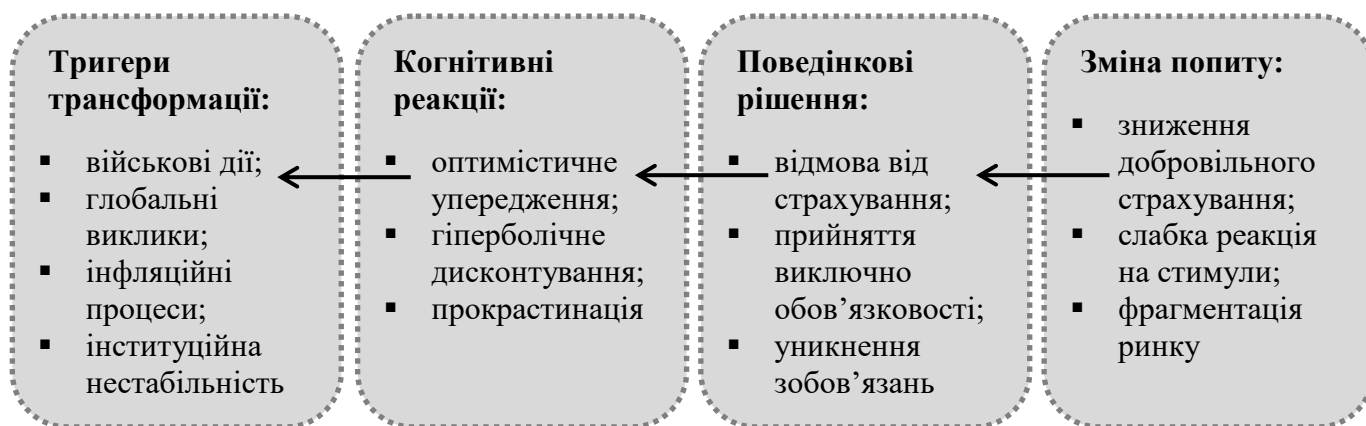 Тригери
трансформації:
▪ військові дії;
▪ глобальні
виклики;
▪ інфляційні
процеси;
▪ інституційна
нестабільність
Когнітивні
реакції:
▪ оптимістичне
упередження;
▪ гіперболічне
дисконтування;
▪ прокрастинація
Поведінкові
рішення:
▪ відмова від
страхування;
▪ прийняття
виключно
обов’язковості;
▪ уникнення
зобов’язань
Зміна попиту:
▪ зниження
добровільного
страхування;
▪ слабка реакція
на стимули;
▪ фрагментація
ринку